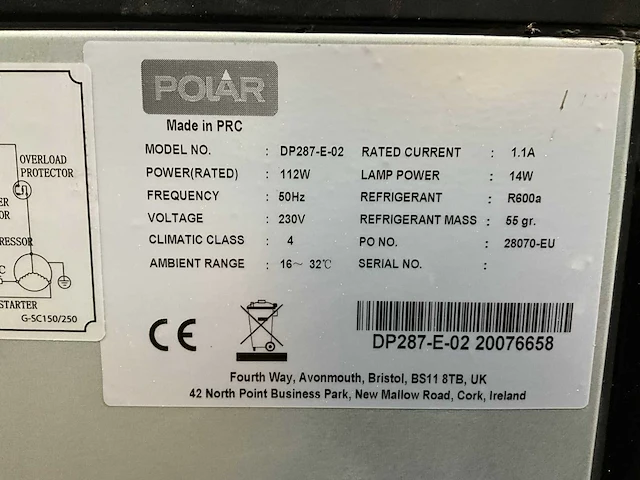 POLAR
Made in PRC
MODEL NO. : DP287-E-02 RATED CURRENT : 1.1A
POWER(RATED) : 112W LAMP POWER : 14W
FREQUENCY : 50Hz REFRIGERANT : R600a
VOLTAGE : 230V REFRIGERANT MASS : 55 gr.
CLIMATIC CLASS : 4 PO NO. : 28070-EU
AMBIENT RANGE : 16~ 32℃ SERIAL NO. :
CE
DP287-E-02 20076658
Fourth Way, Avonmouth, Bristol, BS11 8TB, UK
42 North Point Business Park, New Mallow Road, Cork, Ireland
OVERLOAD
PROTECTOR
STARTER
G-SC150/250